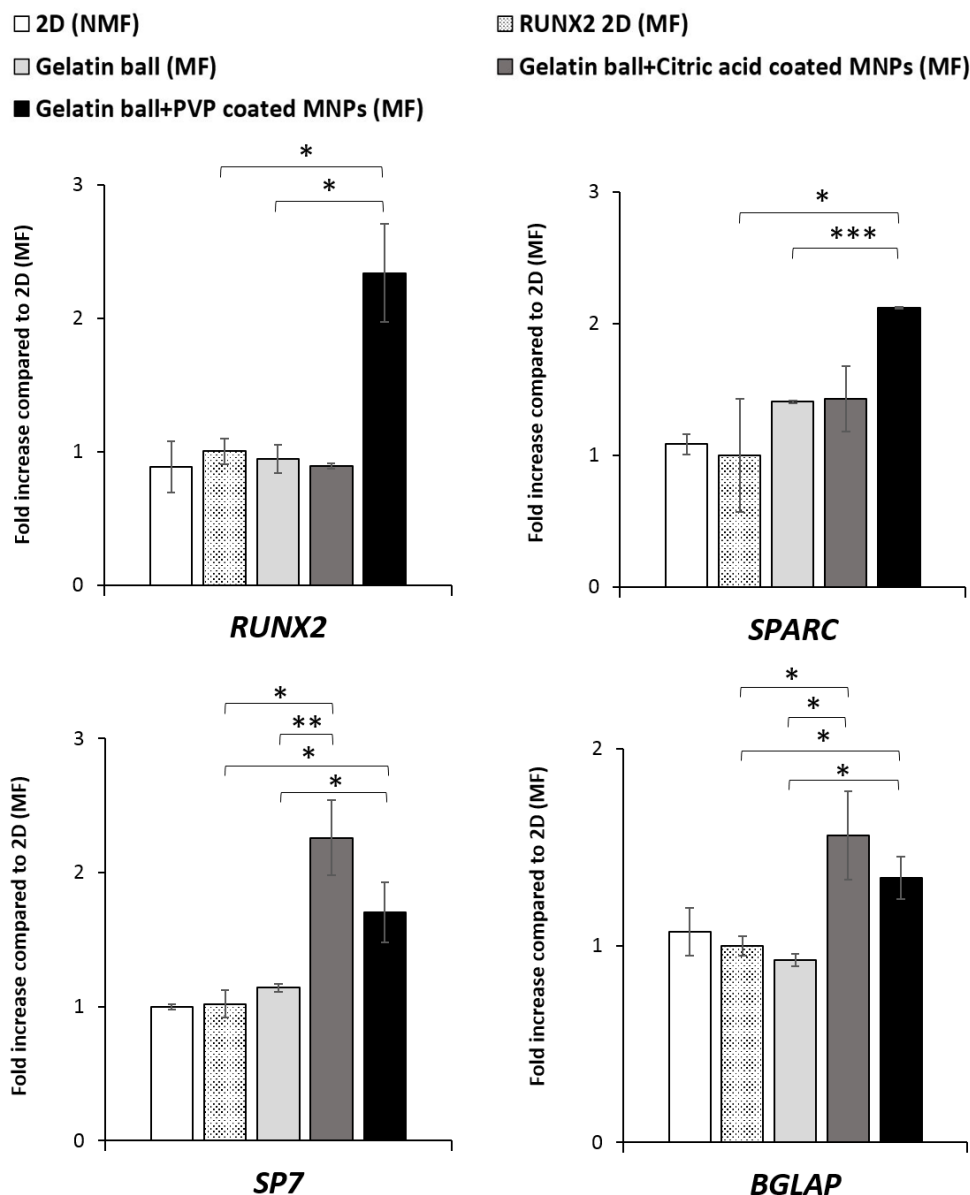 2D (NMF)
RUNX2 2D (MF)
Gelatin ball (MF)
Gelatin ball+Citric acid coated MNPs (MF)
Gelatin ball+PVP coated MNPs (MF)
Fold increase compared to 2D (MF)
3
2
1
0
*
*
RUNX2
Fold increase compared to 2D (MF)
3
2
1
0
*
***
SPARC
Fold increase compared to 2D (MF)
3
2
1
0
*
**
*
*
SP7
Fold increase compared to 2D (MF)
2
1
0
*
*
*
*
BGLAP